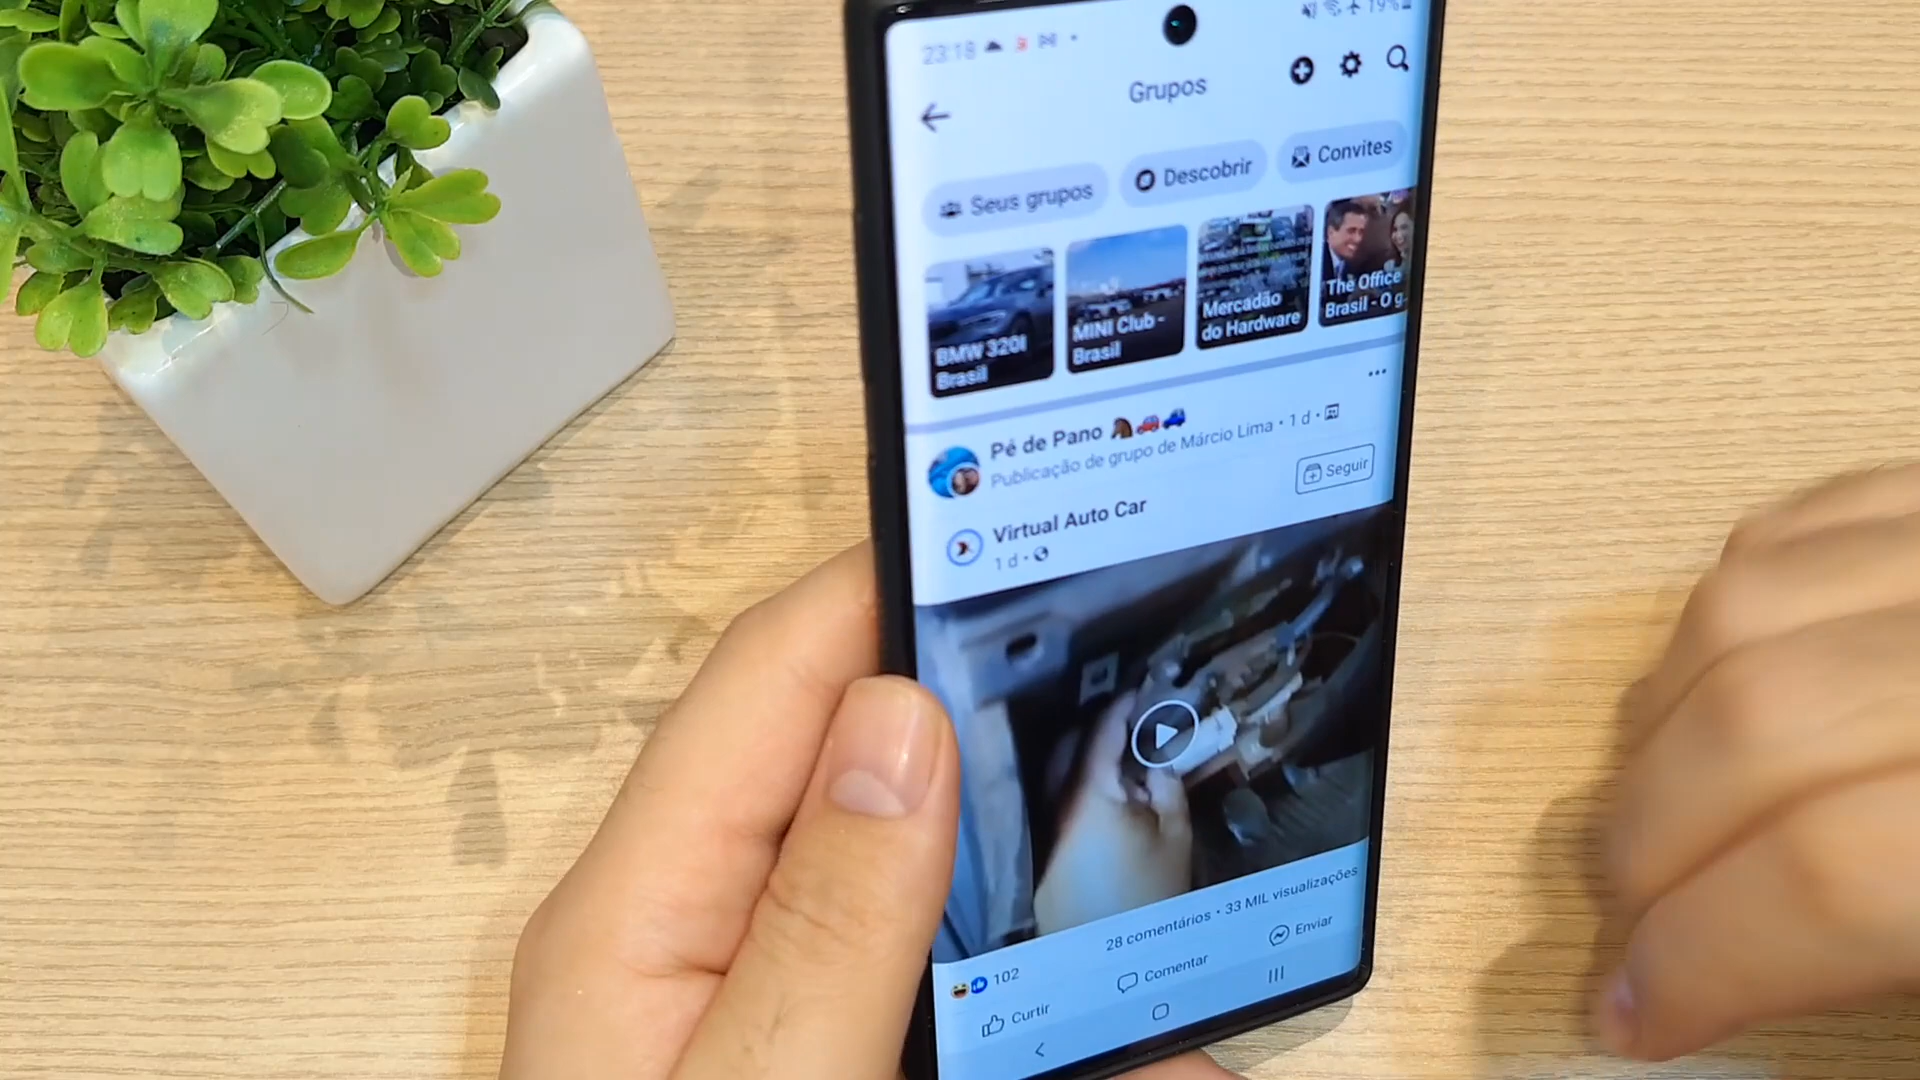 23:18
19%
Grupos
Seus grupos
Descobrir
Convites
BMW 320I
Brasil
MINI Club -
Brasil
Mercadão
do Hardware
The Office
Brasil - O g
Pé de Pano
Publicação de grupo de Márcio Lima • 1 d •
Seguir
Virtual Auto Car
1 d •
102
28 comentários • 33 MIL visualizações
Curtir
Comentar
Enviar